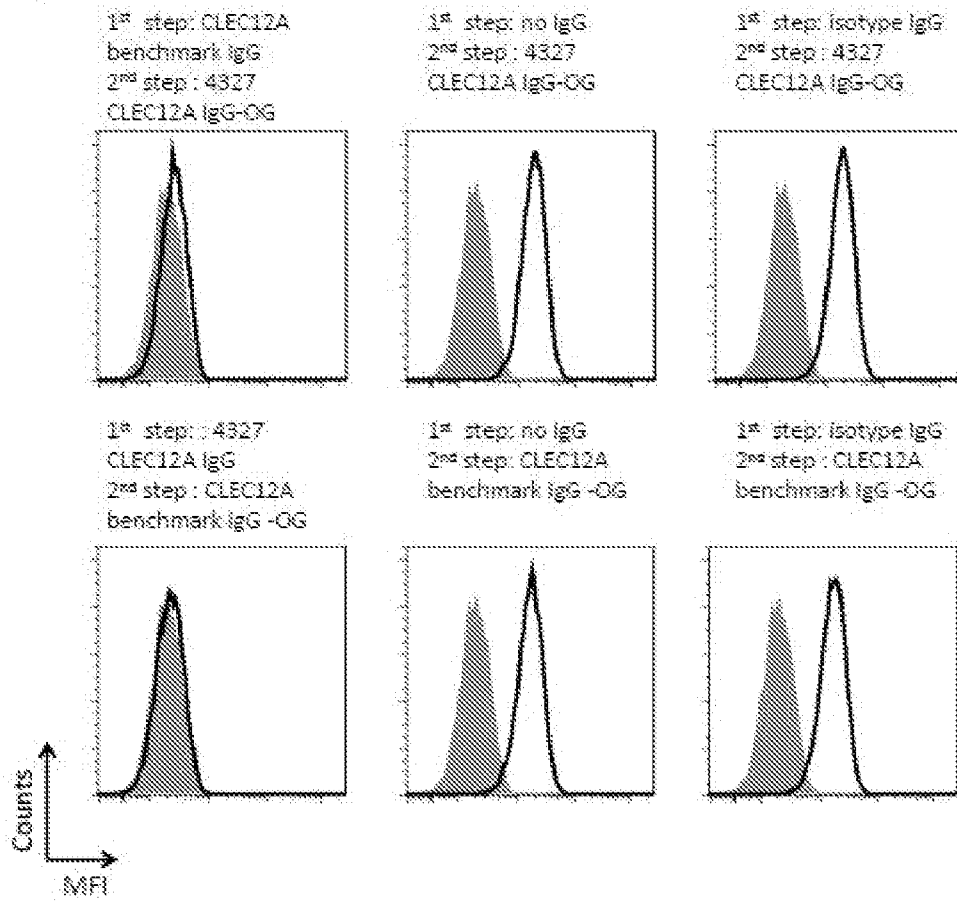 1st step: CLEC12A
benchmark IgG
2nd step : 4327
CLEC12A IgG-OG
1st step: no IgG
2nd step : 4327
CLEC12A IgG-OG
1st step: isotype IgG
2nd step : 4327
CLEC12A IgG-OG
1st step: : 4327
CLEC12A IgG
2nd step : CLEC12A
benchmark IgG -OG
1st step: no IgG
2nd step: CLEC12A
benchmark IgG -OG
1st step: isotype IgG
2nd step : CLEC12A
benchmark IgG -OG
Counts
MFI